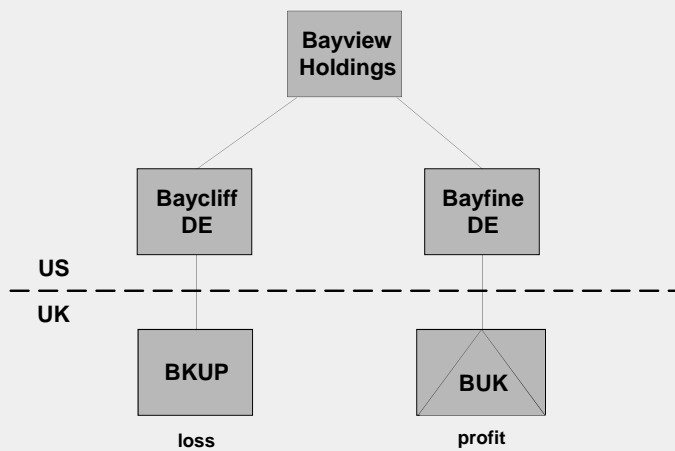 Bayview
Holdings
Baycliff
DE
Bayfine
DE
US
UK
BKUP
BUK
loss
profit